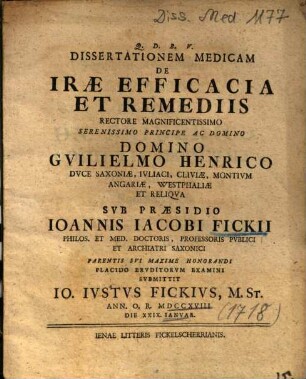 Diss. Med 1177
Q. D. B. V.
DISSERTATIONEM MEDICAM
DE
IRÆ EFFICACIA
ET REMEDIIS
RECTORE MAGNIFICENTISSIMO
SERENISSIMO PRINCIPE AC DOMINO
DOMINO
GVILIELMO HENRICO
DVCE SAXONIÆ, IVLIACI, CLIVIÆ, MONTIVM
ANGARIÆ, WESTPHALIÆ
ET RELIQVA
SVB PRÆSIDIO
IOANNIS IACOBI FICKII
PHILOS. ET MED. DOCTORIS, PROFESSORIS PVBLICI
ET ARCHIATRI SAXONICI
PARENTIS SVI MAXIME HONORANDI
PLACIDO ERVDITORVM EXAMINI
SVBMITTIT
IO. IVSTVS FICKIVS, M. ST.
ANN. O. R. MDCCXVIII
DIE XXIX. IANVAR. (1718)
IENAE LITTERIS FICKELSCHERRIANIS.